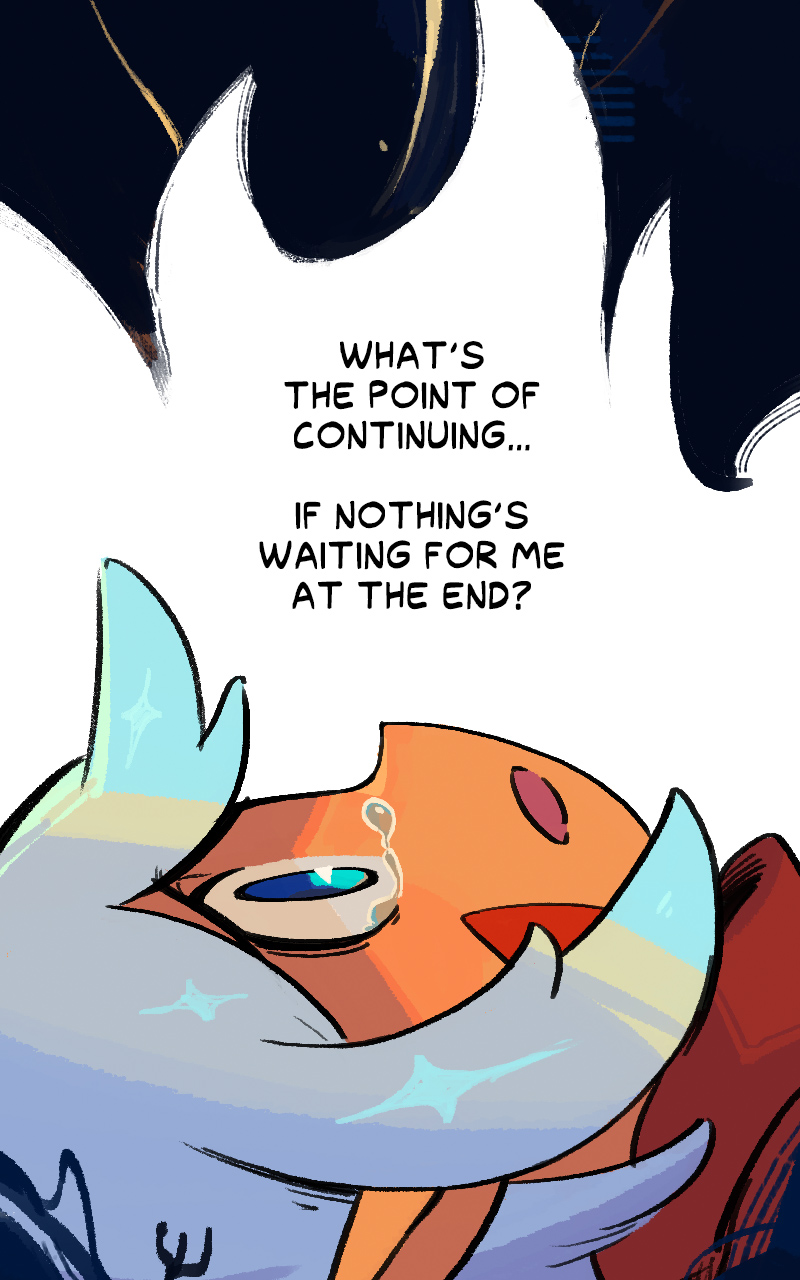 WHAT'S
THE POINT OF
CONTINUING...
IF NOTHING'S
WAITING FOR ME
AT THE END?